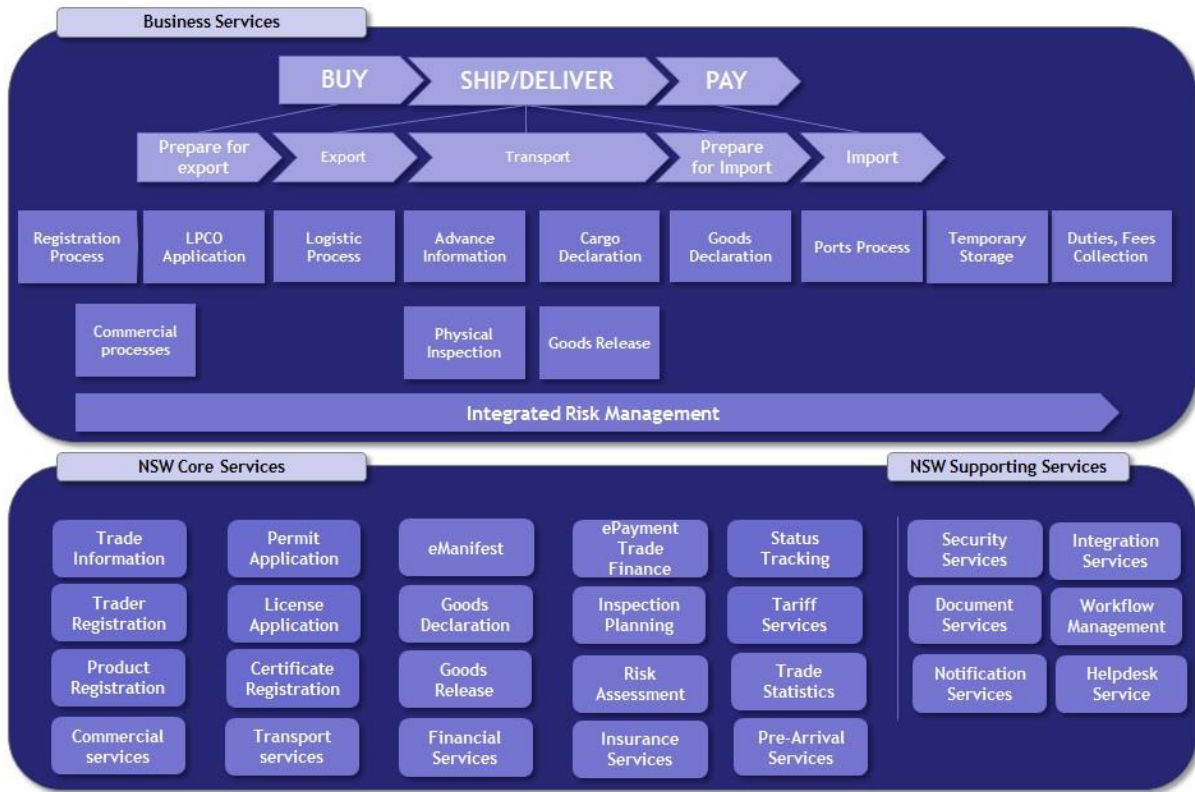 Business Services
BUY
SHIP/DELIVER
PAY
Prepare for
export
Export
Transport
Prepare
for Import
Import
Registration
Process
LPCO
Application
Logistic
Process
Advance
Information
Cargo
Declaration
Goods
Declaration
Ports Process
Temporary
Storage
Duties, Fees
Collection
Commercial
processes
Physical
Inspection
Goods Release
Integrated Risk Management
NSW Core Services
NSW Supporting Services
Trade
Information
Permit
Application
eManifest
ePayment
Trade
Finance
Status
Tracking
Trader
Registration
License
Application
Goods
Declaration
Inspection
Planning
Tariff
Services
Product
Registration
Certificate
Registration
Goods
Release
Risk
Assessment
Trade
Statistics
Commercial
services
Transport
services
Financial
Services
Insurance
Services
Pre-Arrival
Services
Security
Services
Integration
Services
Document
Services
Workflow
Management
Notification
Services
Helpdesk
Service